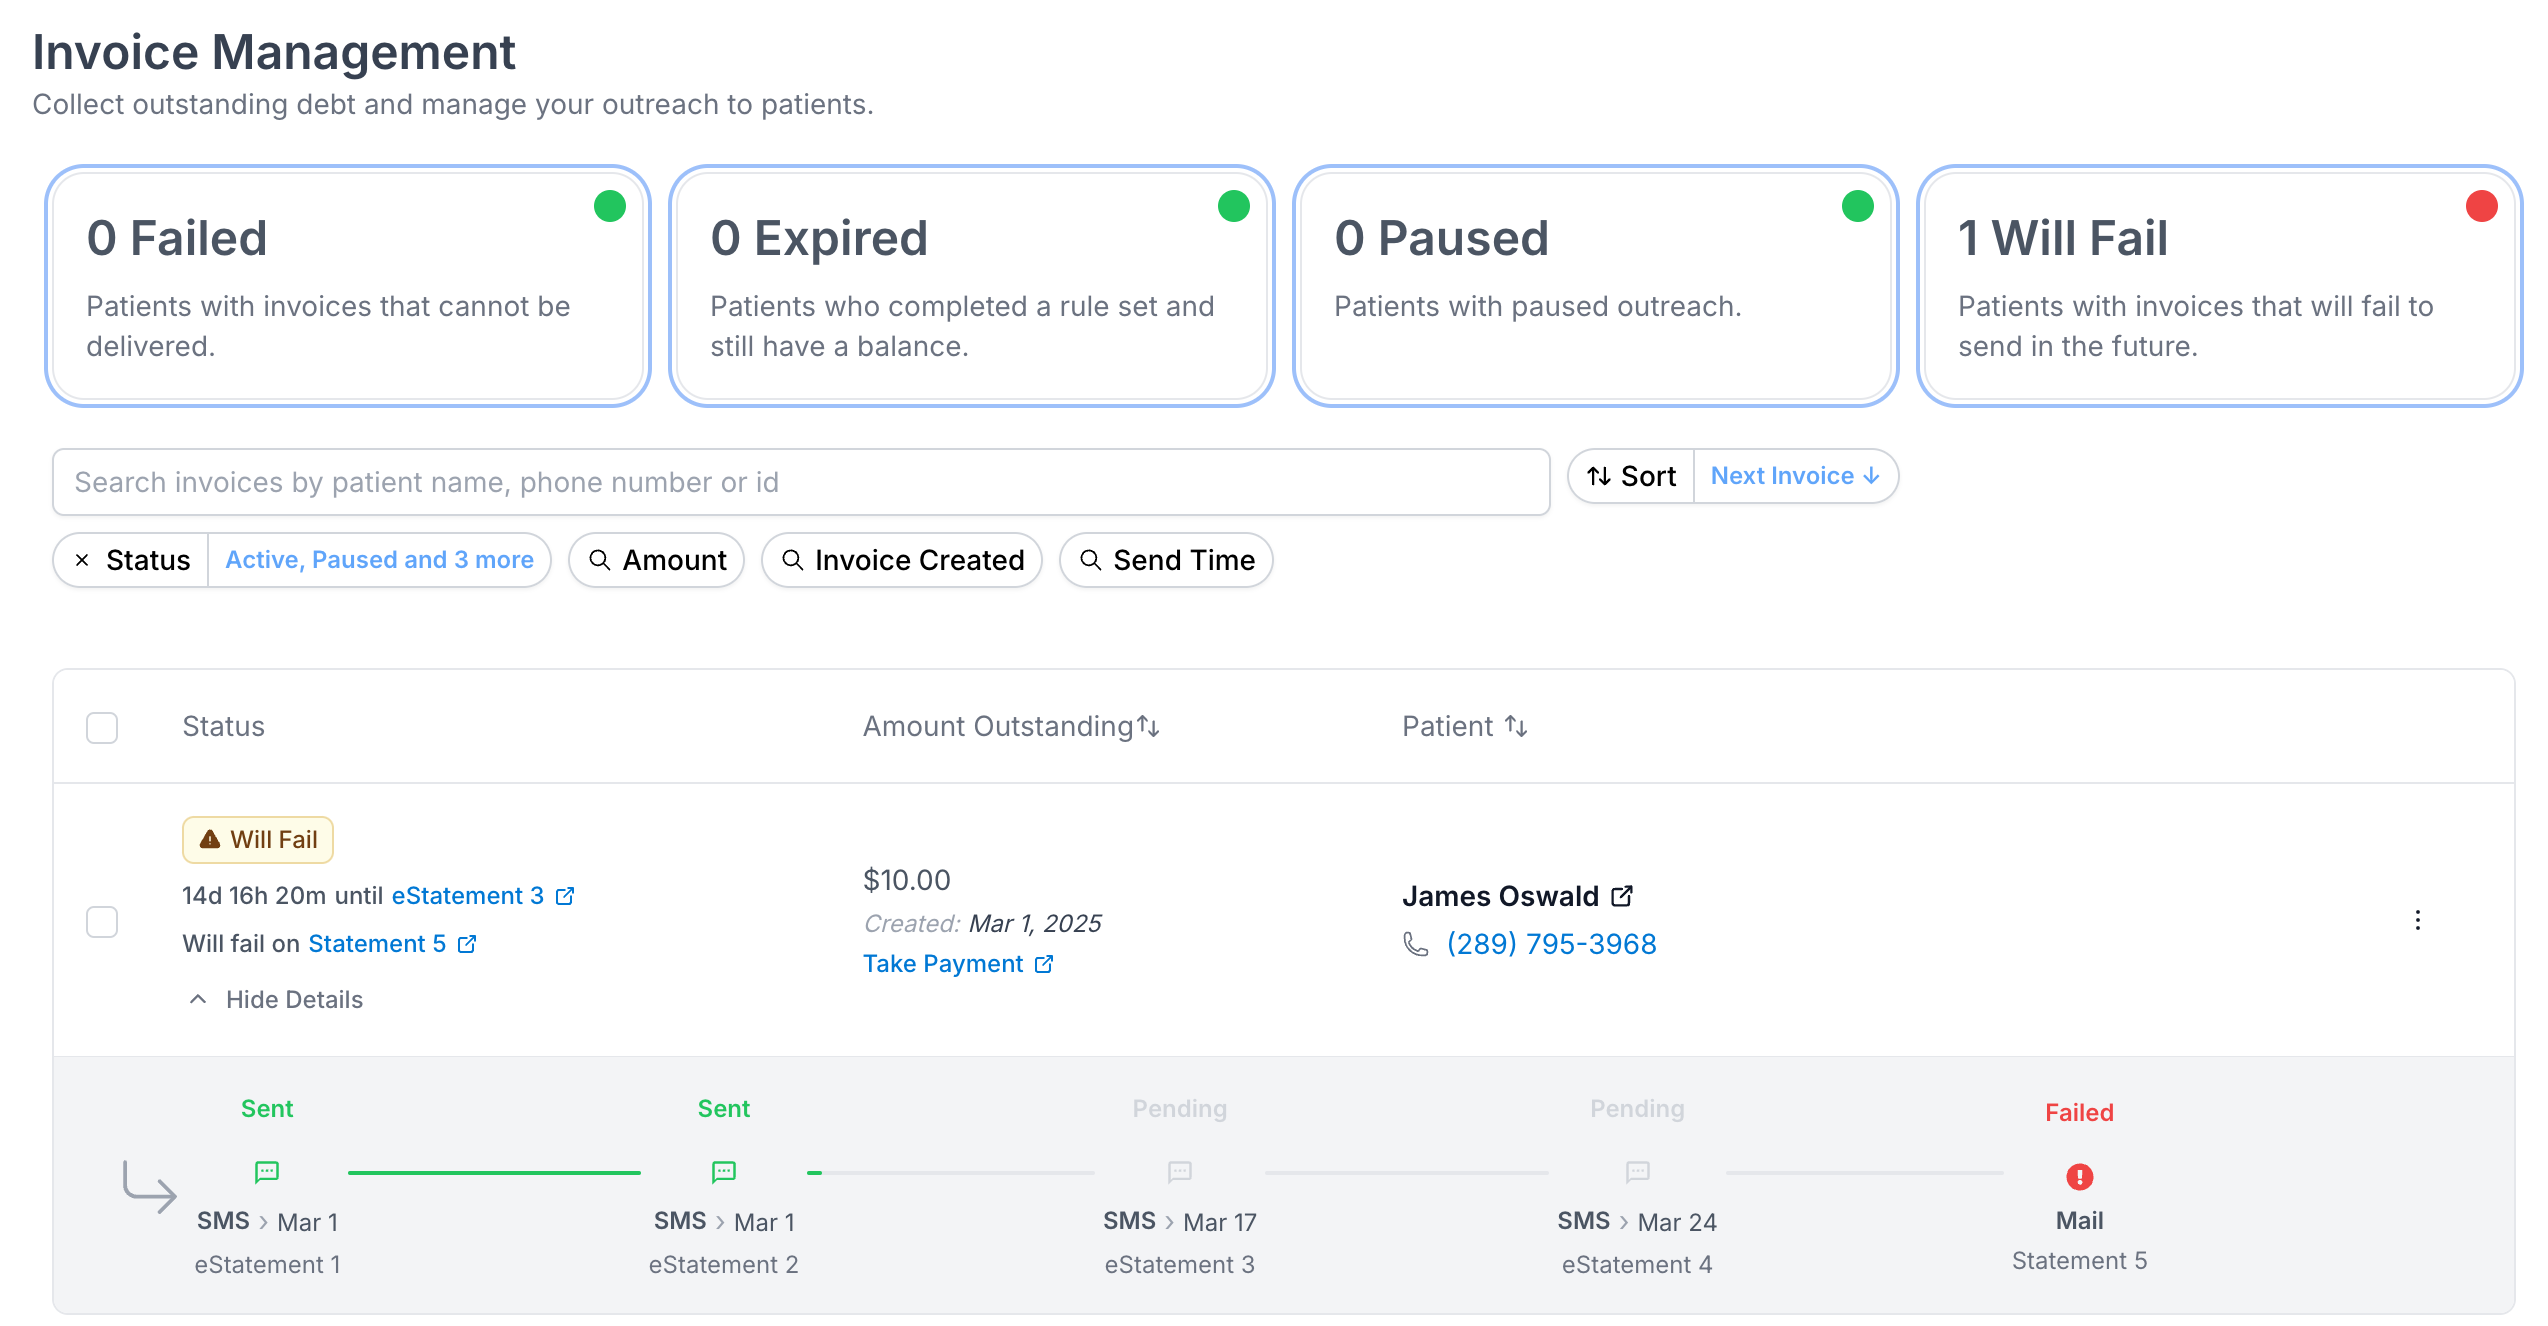 Invoice Management
Collect outstanding debt and manage your outreach to patients.
0 Failed
Patients with invoices that cannot be
delivered.
0 Expired
Patients who completed a rule set and
still have a balance.
0 Paused
Patients with paused outreach.
1 Will Fail
Patients with invoices that will fail to
send in the future.
Search invoices by patient name, phone number or id
Sort Next Invoice ↓
× Status Active, Paused and 3 more Amount Invoice Created Send Time
Status Amount Outstanding Patient
Will Fail
14d 16h 20m until eStatement 3
Will fail on Statement 5
Hide Details
$10.00
Created: Mar 1, 2025
Take Payment
James Oswald
(289) 795-3968
Sent Sent Pending Pending Failed
SMS > Mar 1 SMS > Mar 1 SMS > Mar 17 SMS > Mar 24 Mail
eStatement 1 eStatement 2 eStatement 3 eStatement 4 Statement 5